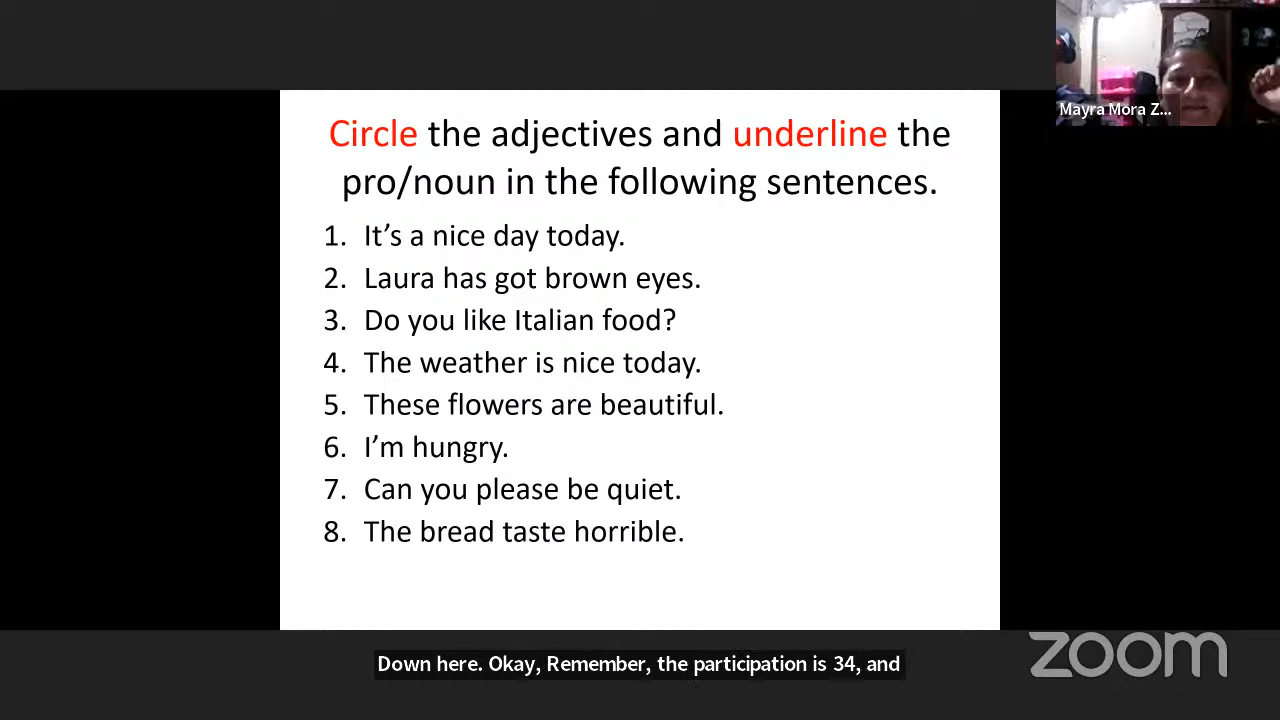 Mayra Mora Z...
Circle the adjectives and underline the
pro/noun in the following sentences.
1. It’s a nice day today.
2. Laura has got brown eyes.
3. Do you like Italian food?
4. The weather is nice today.
5. These flowers are beautiful.
6. I’m hungry.
7. Can you please be quiet.
8. The bread taste horrible.
Down here. Okay, Remember, the participation is 34, and
zoom